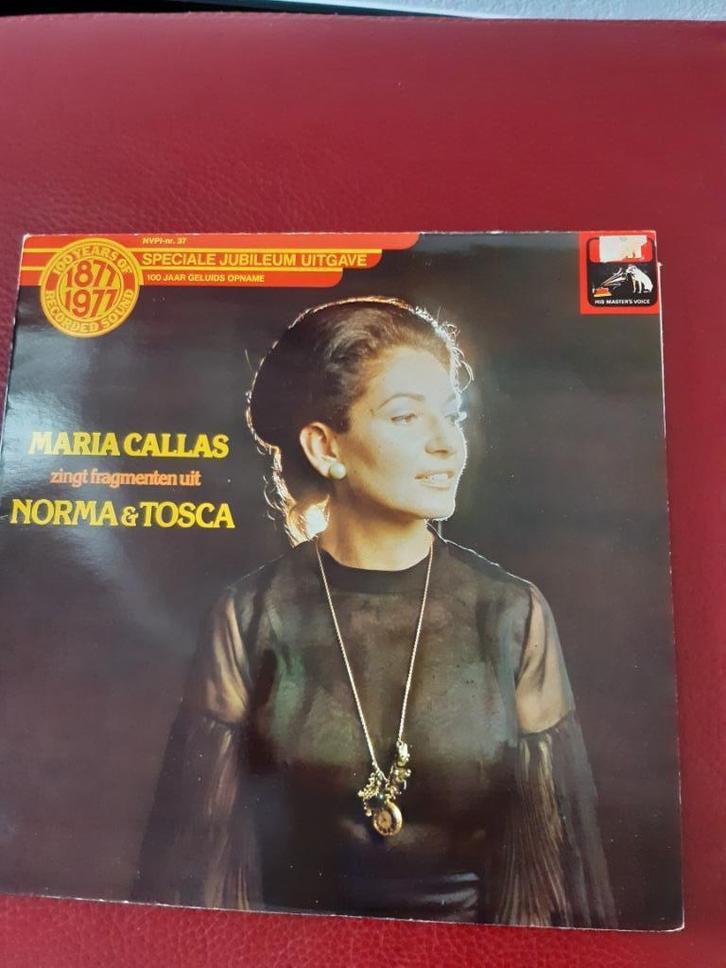 NVPI-nr. 37
SPECIALE JUBILEUM UITGAVE
100 JAAR GELUIDS OPNAME
100 YEARS OF
1877
1977
RECORDED SOUND
HIS MASTER'S VOICE
MARIA CALLAS
zingt fragmenten uit
NORMA & TOSCA